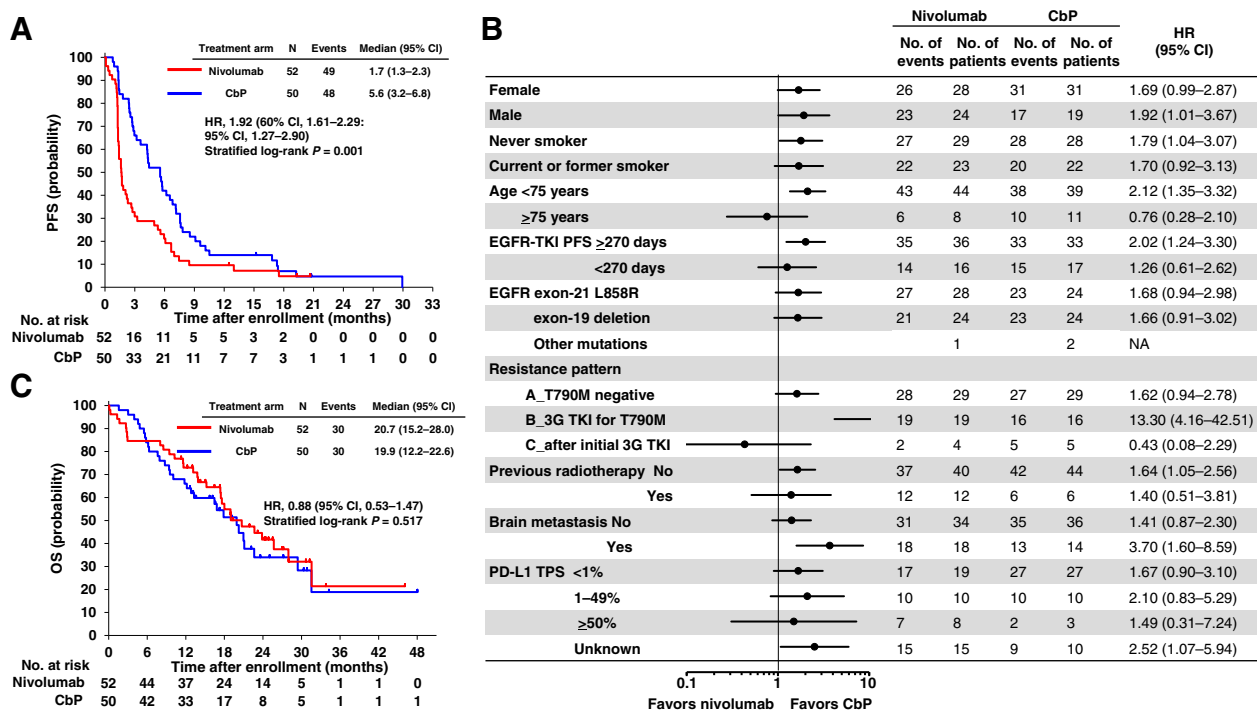 A
Treatment arm N Events Median (95% CI)
Nivolumab 52 49 1.7 (1.3–2.3)
CbP 50 48 5.6 (3.2–6.8)
HR, 1.92 (60% CI, 1.61–2.29:
95% CI, 1.27–2.90)
Stratified log-rank P = 0.001
PFS (probability)
100
90
80
70
60
50
40
30
20
10
0
0 3 6 9 12 15 18 21 24 27 30 33
Time after enrollment (months)
No. at risk
Nivolumab 52 16 11 5 5 3 2 0 0 0 0 0
CbP 50 33 21 11 7 7 3 1 1 1 0 0
C
Treatment arm N Events Median (95% CI)
Nivolumab 52 30 20.7 (15.2–28.0)
CbP 50 30 19.9 (12.2–22.6)
HR, 0.88 (95% CI, 0.53–1.47)
Stratified log-rank P = 0.517
OS (probability)
100
90
80
70
60
50
40
30
20
10
0
0 6 12 18 24 30 36 42 48
Time after enrollment (months)
No. at risk
Nivolumab 52 44 37 24 14 5 1 1 0
CbP 50 42 33 17 8 5 1 1 1
B
Nivolumab CbP HR (95% CI)
No. of events No. of patients No. of events No. of patients
Female 26 28 31 31 1.69 (0.99–2.87)
Male 23 24 17 19 1.92 (1.01–3.67)
Never smoker 27 29 28 28 1.79 (1.04–3.07)
Current or former smoker 22 23 20 22 1.70 (0.92–3.13)
Age <75 years 43 44 38 39 2.12 (1.35–3.32)
≥75 years 6 8 10 11 0.76 (0.28–2.10)
EGFR-TKI PFS ≥270 days 35 36 33 33 2.02 (1.24–3.30)
<270 days 14 16 15 17 1.26 (0.61–2.62)
EGFR exon-21 L858R 27 28 23 24 1.68 (0.94–2.98)
exon-19 deletion 21 24 23 24 1.66 (0.91–3.02)
Other mutations 1 2 NA
Resistance pattern
A_T790M negative 28 29 27 29 1.62 (0.94–2.78)
B_3G TKI for T790M 19 19 16 16 13.30 (4.16–42.51)
C_after initial 3G TKI 2 4 5 5 0.43 (0.08–2.29)
Previous radiotherapy No 37 40 42 44 1.64 (1.05–2.56)
Yes 12 12 6 6 1.40 (0.51–3.81)
Brain metastasis No 31 34 35 36 1.41 (0.87–2.30)
Yes 18 18 13 14 3.70 (1.60–8.59)
PD-L1 TPS <1% 17 19 27 27 1.67 (0.90–3.10)
1–49% 10 10 10 10 2.10 (0.83–5.29)
≥50% 7 8 2 3 1.49 (0.31–7.24)
Unknown 15 15 9 10 2.52 (1.07–5.94)
0.1 1 10
Favors nivolumab Favors CbP